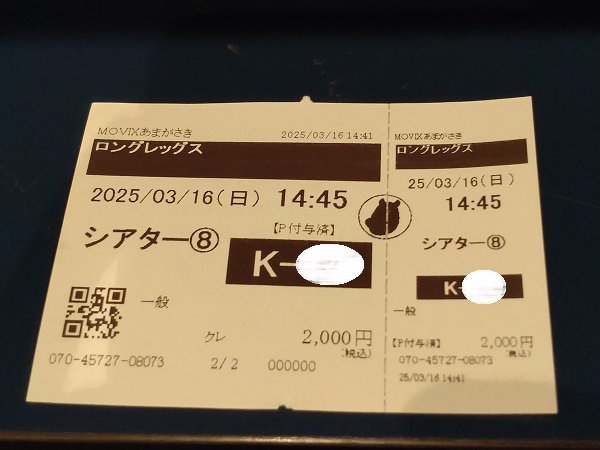 MOVIXあまがさき 2025/03/16 14:41
ロングレッグス
2025/03/16(日) 14:45
【P付与済】
シアター⑧
K-
一般
クレ 2,000円
(税込)
070-45727-08073 2/2 000000
MOVIXあまがさき
ロングレッグス
25/03/16(日)
14:45
シアター⑧
K-
一般
【P付与済】 2,000円
(税込)
070-45727-08073
25/03/16 14:41